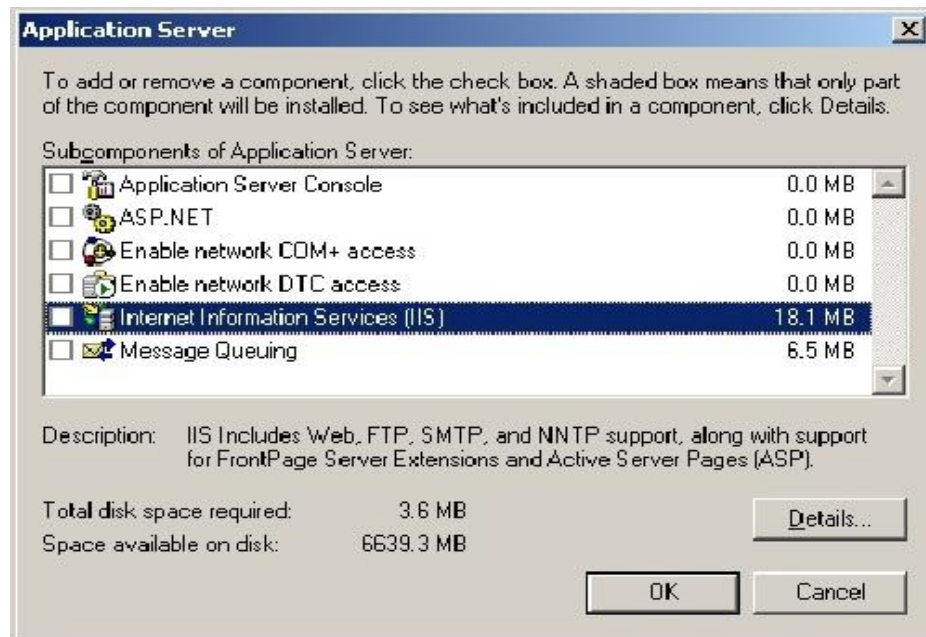 Application Server
To add or remove a component, click the check box. A shaded box means that only part
of the component will be installed. To see what's included in a component, click Details.
Subcomponents of Application Server:
Application Server Console 0.0 MB
ASP.NET 0.0 MB
Enable network COM+ access 0.0 MB
Enable network DTC access 0.0 MB
Internet Information Services (IIS) 18.1 MB
Message Queuing 6.5 MB
Description: IIS Includes Web, FTP, SMTP, and NNTP support, along with support
for FrontPage Server Extensions and Active Server Pages (ASP).
Total disk space required: 3.6 MB
Space available on disk: 6639.3 MB
Details...
OK Cancel